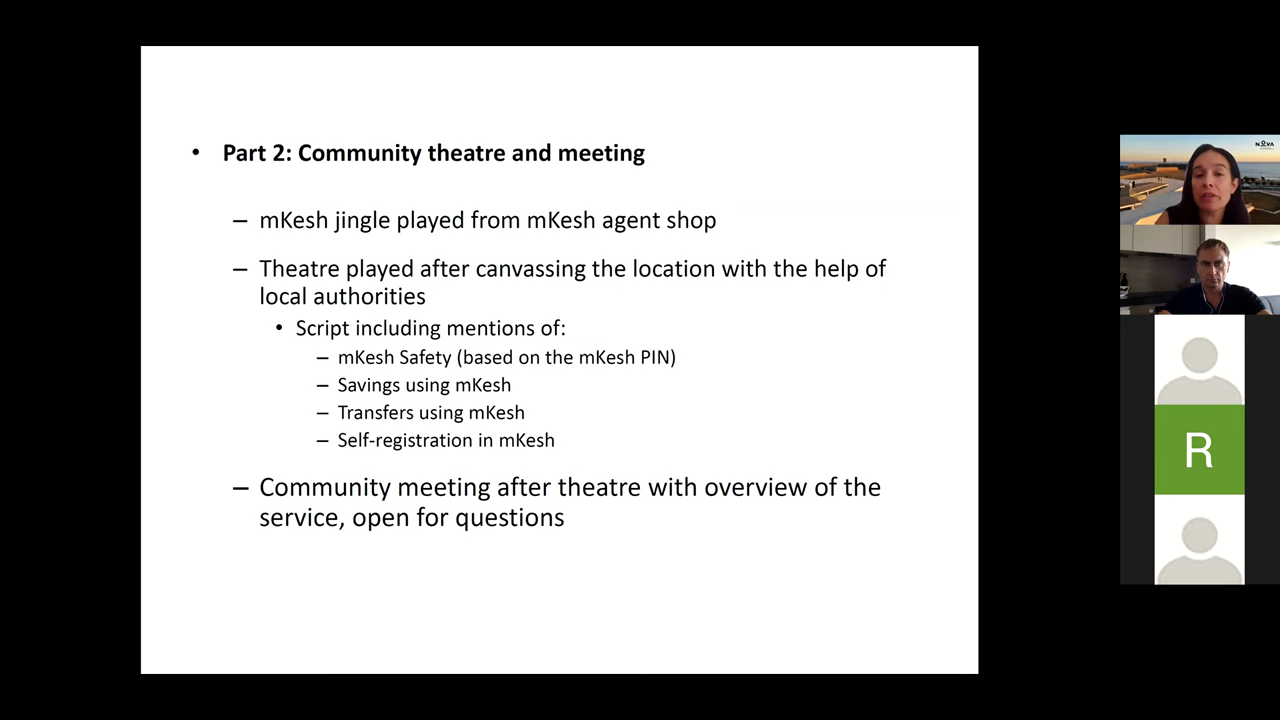 • Part 2: Community theatre and meeting
– mKesh jingle played from mKesh agent shop
– Theatre played after canvassing the location with the help of
local authorities
• Script including mentions of:
– mKesh Safety (based on the mKesh PIN)
– Savings using mKesh
– Transfers using mKesh
– Self-registration in mKesh
– Community meeting after theatre with overview of the
service, open for questions
NOVA
R